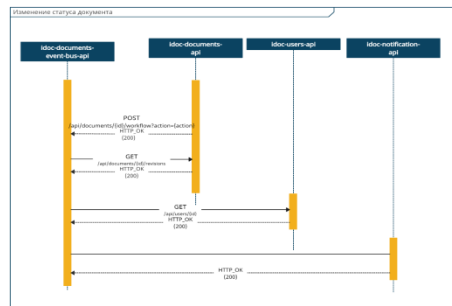 Изменение статуса документа
idoc-documents-
event-bus-api
idoc-documents-
api
idoc-users-api
idoc-notification-
api
POST
/api/documents/{id}/workflow?action={action}
HTTP_OK
(200)
GET
/api/documents/{id}/revisions
HTTP_OK
(200)
GET
/api/users/{id}
HTTP_OK
(200)
HTTP_OK
(200)